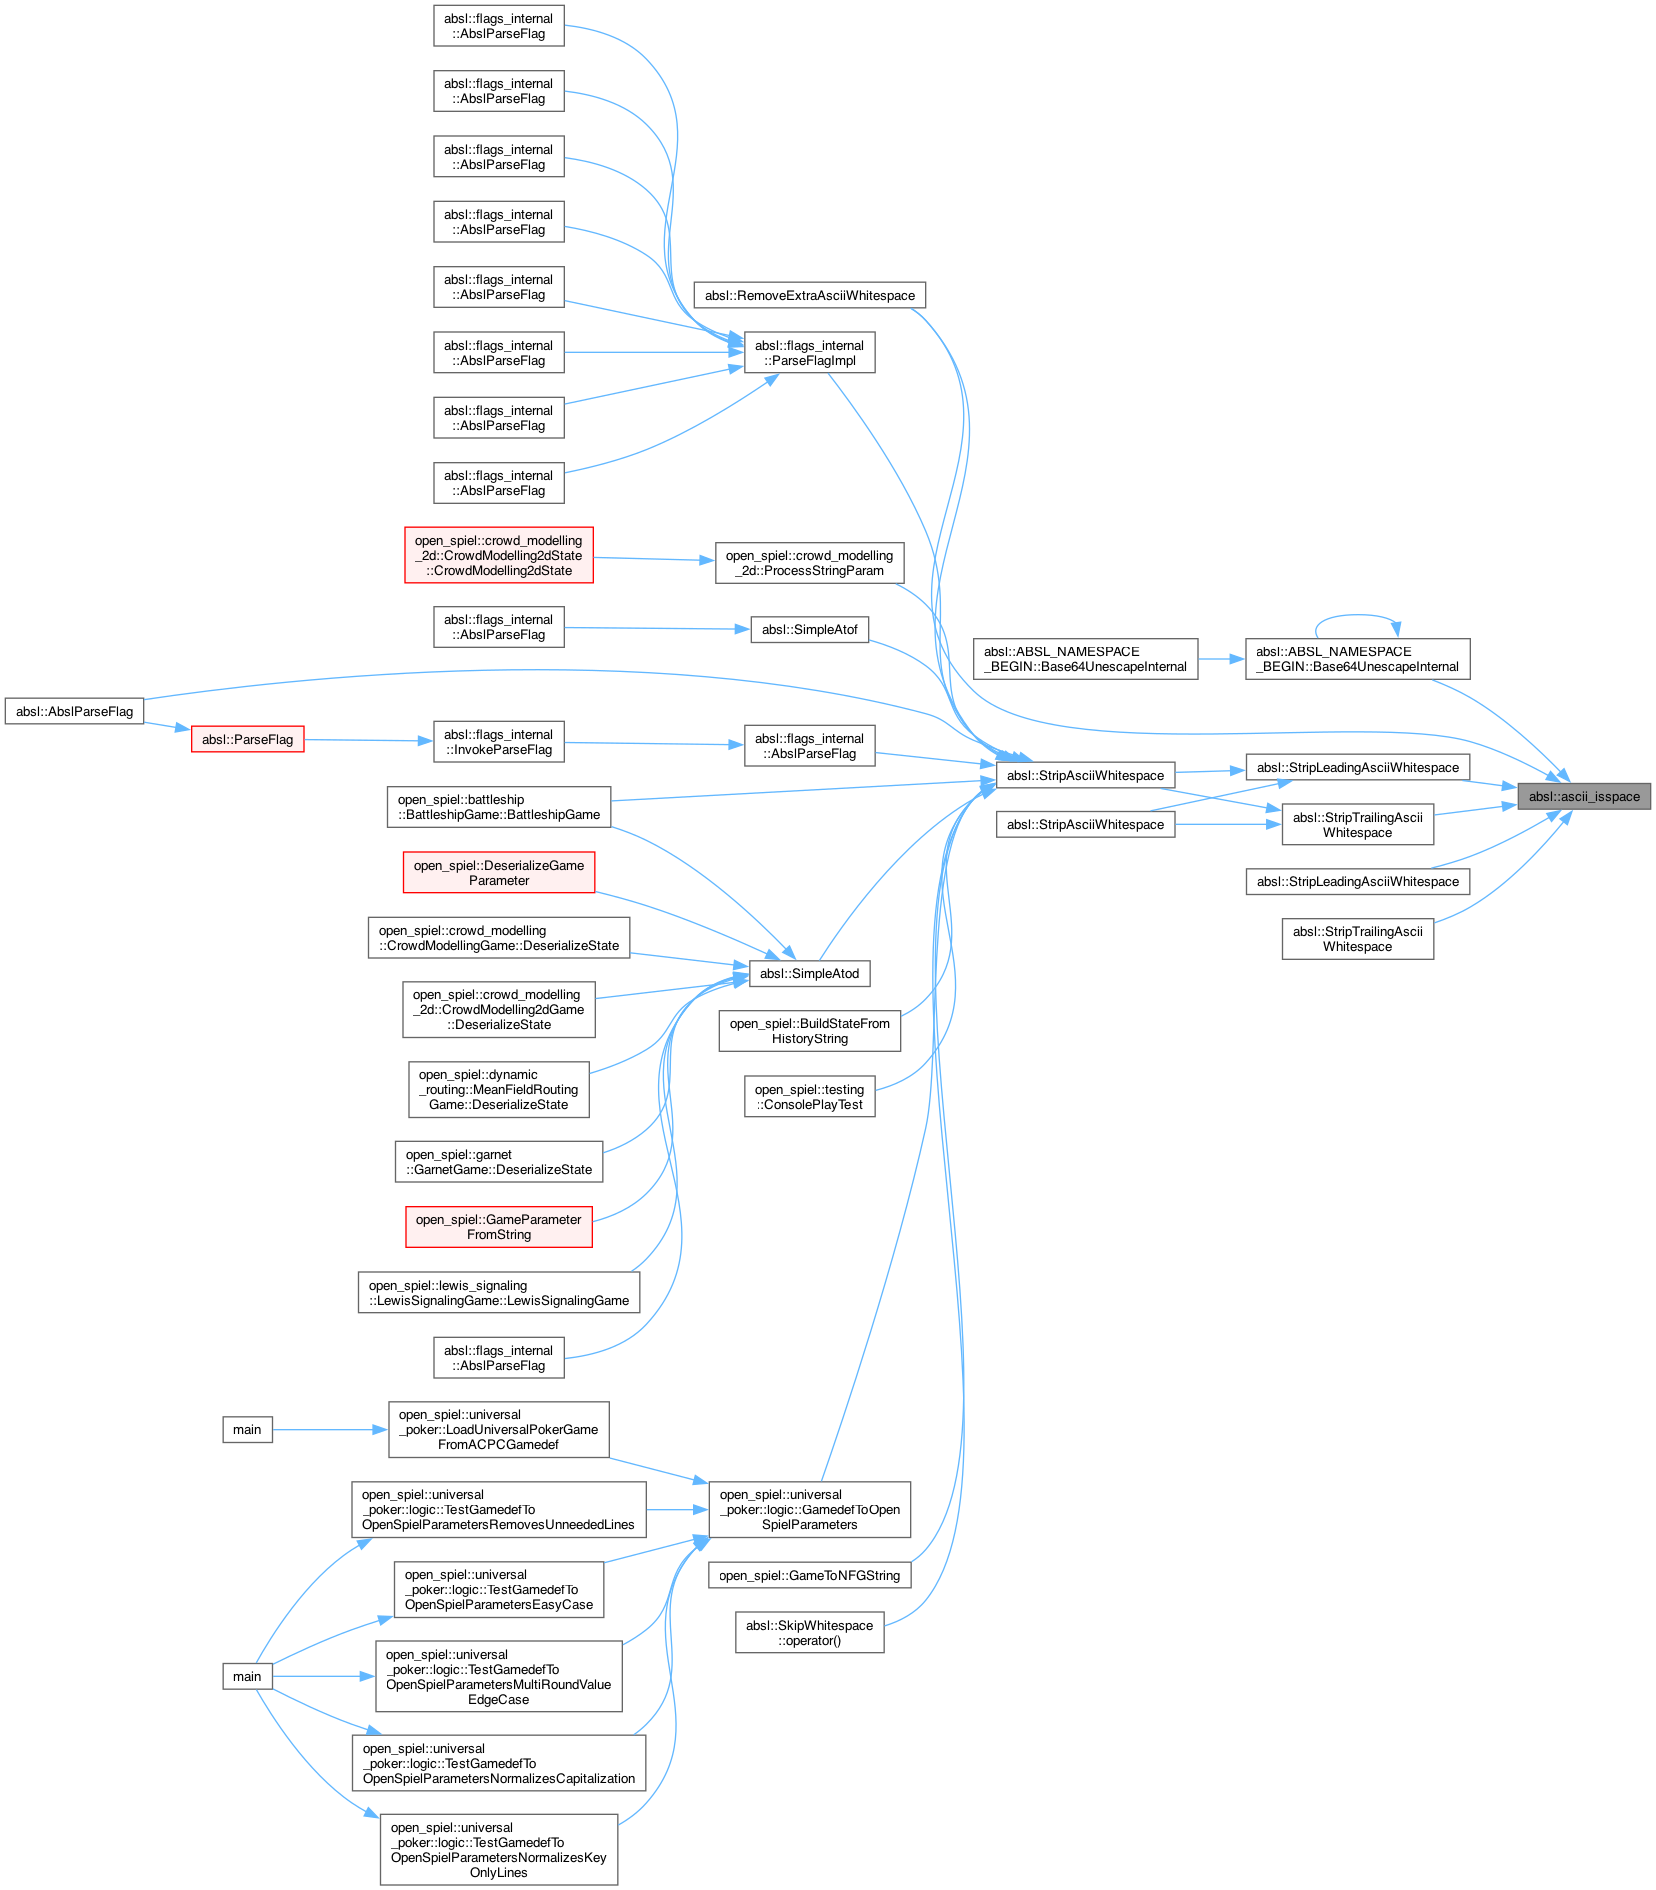 absl::flags_internal
::AbslParseFlag
absl::flags_internal
::AbslParseFlag
absl::flags_internal
::AbslParseFlag
absl::flags_internal
::AbslParseFlag
absl::flags_internal
::AbslParseFlag
absl::RemoveExtraAsciiWhitespace
absl::flags_internal
::AbslParseFlag
absl::flags_internal
::ParseFlagImpl
absl::flags_internal
::AbslParseFlag
absl::flags_internal
::AbslParseFlag
open_spiel::crowd_modelling
_2d::CrowdModelling2dState
::CrowdModelling2dState
open_spiel::crowd_modelling
_2d::ProcessStringParam
absl::flags_internal
::AbslParseFlag
absl::SimpleAtof
absl::ABSL_NAMESPACE
_BEGIN::Base64UnescapeInternal
absl::ABSL_NAMESPACE
_BEGIN::Base64UnescapeInternal
absl::AbslParseFlag
absl::ParseFlag
absl::flags_internal
::InvokeParseFlag
absl::flags_internal
::AbslParseFlag
absl::StripAsciiWhitespace
absl::StripLeadingAsciiWhitespace
absl::ascii_isspace
open_spiel::battleship
::BattleshipGame::BattleshipGame
absl::StripAsciiWhitespace
absl::StripTrailingAscii
Whitespace
open_spiel::DeserializeGame
Parameter
absl::StripLeadingAsciiWhitespace
open_spiel::crowd_modelling
::CrowdModellingGame::DeserializeState
absl::StripTrailingAscii
Whitespace
absl::SimpleAtod
open_spiel::crowd_modelling
_2d::CrowdModelling2dGame
::DeserializeState
open_spiel::BuildStateFrom
HistoryString
open_spiel::dynamic
_routing::MeanFieldRouting
Game::DeserializeState
open_spiel::testing
::ConsolePlayTest
open_spiel::garnet
::GarnetGame::DeserializeState
open_spiel::GameParameter
FromString
open_spiel::lewis_signaling
::LewisSignalingGame::LewisSignalingGame
absl::flags_internal
::AbslParseFlag
main
open_spiel::universal
_poker::LoadUniversalPokerGame
FromACPCGamedef
open_spiel::universal
_poker::logic::TestGamedefTo
OpenSpielParametersRemovesUnneededLines
open_spiel::universal
_poker::logic::GamedefToOpen
SpielParameters
open_spiel::universal
_poker::logic::TestGamedefTo
OpenSpielParametersEasyCase
open_spiel::GameToNFGString
absl::SkipWhitespace
::operator()
main
open_spiel::universal
_poker::logic::TestGamedefTo
OpenSpielParametersMultiRoundValue
EdgeCase
open_spiel::universal
_poker::logic::TestGamedefTo
OpenSpielParametersNormalizesCapitalization
open_spiel::universal
_poker::logic::TestGamedefTo
OpenSpielParametersNormalizesKey
OnlyLines